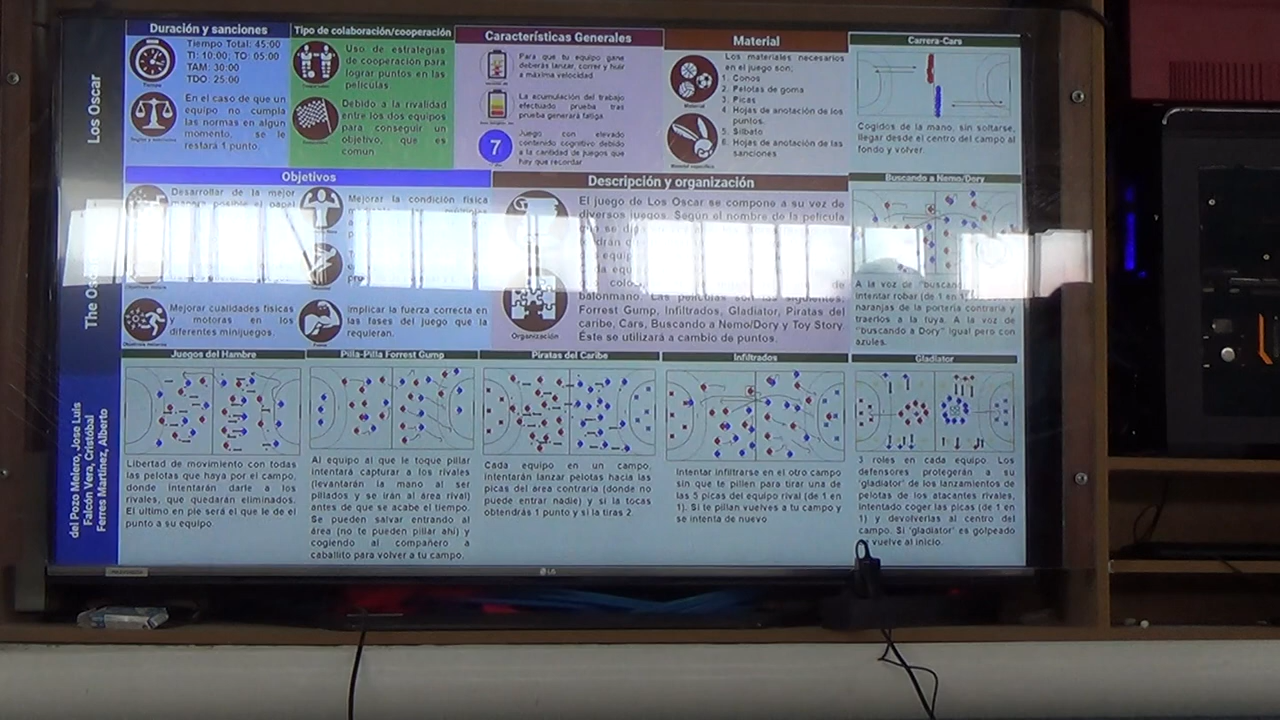 Los Oscar
The Os
del Pozo Melero, Jose Luis
Falcón Vera, Cristóbal
Ferres Martínez, Alberto
Duración y sanciones
Tiempo Total: 45:00
TI: 10:00; TO: 05:00
TAM: 30:00
TDO: 25:00
Tiempo
En el caso de que un
equipo no cumpla
las normas en algún
momento, se le
restará 1 punto.
Tipo de colaboración/cooperación
Uso de estrategias
de cooperación para
lograr puntos en las
películas
Debido a la rivalidad
entre los dos equipos
para conseguir un
objetivo, que es
común
Características Generales
Para que tu equipo gane
deberás lanzar, correr y huir
a máxima velocidad
La acumulación del trabajo
efectuado prueba tras
prueba generará fatiga.
7
Juego con elevado
contenido cognitivo debido
a la cantidad de juegos que
hay que recordar
Material
Los materiales necesarios
en el juego son;
1. Conos
2. Pelotas de goma
3. Picas
4. Hojas de anotación de los
puntos.
5. Silbato
6. Hojas de anotación de las
sanciones
Material
Carrera-Cars
Cogidos de la mano, sin soltarse,
llegar desde el centro del campo al
fondo y volver.
Objetivos
Desarrollar de la mejor
manera posible el papel
Mejorar la condición física
Mejorar cualidades físicas
y motoras en los
diferentes minijuegos.
Implicar la fuerza correcta en
las fases del juego que la
requieran.
Fuerza
Descripción y organización
El juego de Los Oscar se compone a su vez de
diversos juegos. Según el nombre de la película
de
balonmano. Las películas son las siguientes:
Forrest Gump, Infiltrados, Gladiator, Piratas del
caribe, Cars, Buscando a Nemo/Dory y Toy Story.
Éste se utilizará a cambio de puntos.
Organización
Buscando a Nemo/Dory
A la voz de "buscan
intentar robar (de 1 en 1)
naranjas de la portería contraria y
traerlos a la tuya. A la voz de
"buscando a Dory" igual pero con
azules.
Juegos del Hambre
Libertad de movimiento con todas
las pelotas que haya por el campo,
donde intentarán darle a los
rivales, que quedarán eliminados.
El último en pie será el que le de el
punto a su equipo.
Pilla-Pilla Forrest Gump
Al equipo al que le toque pillar
intentará capturar a los rivales
(levantarán la mano al ser
pillados y se irán al área rival)
antes de que se acabe el tiempo.
Se pueden salvar entrando al
área (no te pueden pillar ahí) y
cogiendo al compañero a
caballito para volver a tu campo.
Piratas del Caribe
Cada equipo en un campo,
intentarán lanzar pelotas hacia las
picas del área contraria (donde no
puede entrar nadie) y si la tocas
obtendrás 1 punto y si la tiras 2.
Infiltrados
Intentar infiltrarse en el otro campo
sin que te pillen para tirar una de
las 5 picas del equipo rival (de 1 en
1). Si te pillan vuelves a tu campo y
se intenta de nuevo
Gladiator
3 roles en cada equipo. Los
defensores protegerán a su
'gladiator' de los lanzamientos de
pelotas de los atacantes rivales,
intentado coger las picas (de 1 en
1) y devolverlas al centro del
campo. Si 'gladiator' es golpeado
vuelve al inicio.
LG